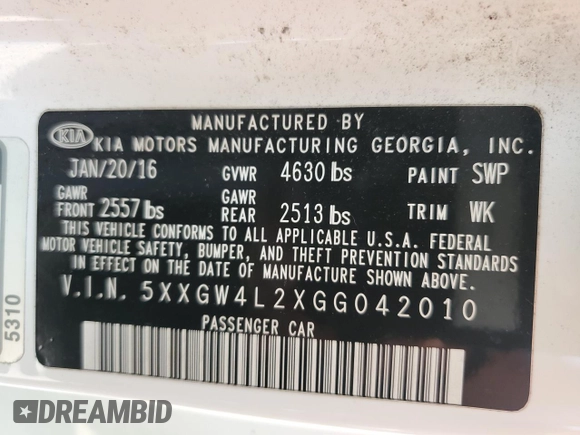 MANUFACTURED BY
KIA KIA MOTORS MANUFACTURING GEORGIA, INC.
JAN/20/16 GVWR 4630 lbs PAINT SWP
GAWR FRONT 2557 lbs GAWR REAR 2513 lbs TRIM WK
THIS VEHICLE CONFORMS TO ALL APPLICABLE U.S.A. FEDERAL
MOTOR VEHICLE SAFETY, BUMPER, AND THEFT PREVENTION
STANDARDS IN EFFECT ON THE DATE OF MANUFACTURE SHOWN ABOVE.
V.I.N. 5XXGW4L2XGG042010
PASSENGER CAR
5310
DREAMBID